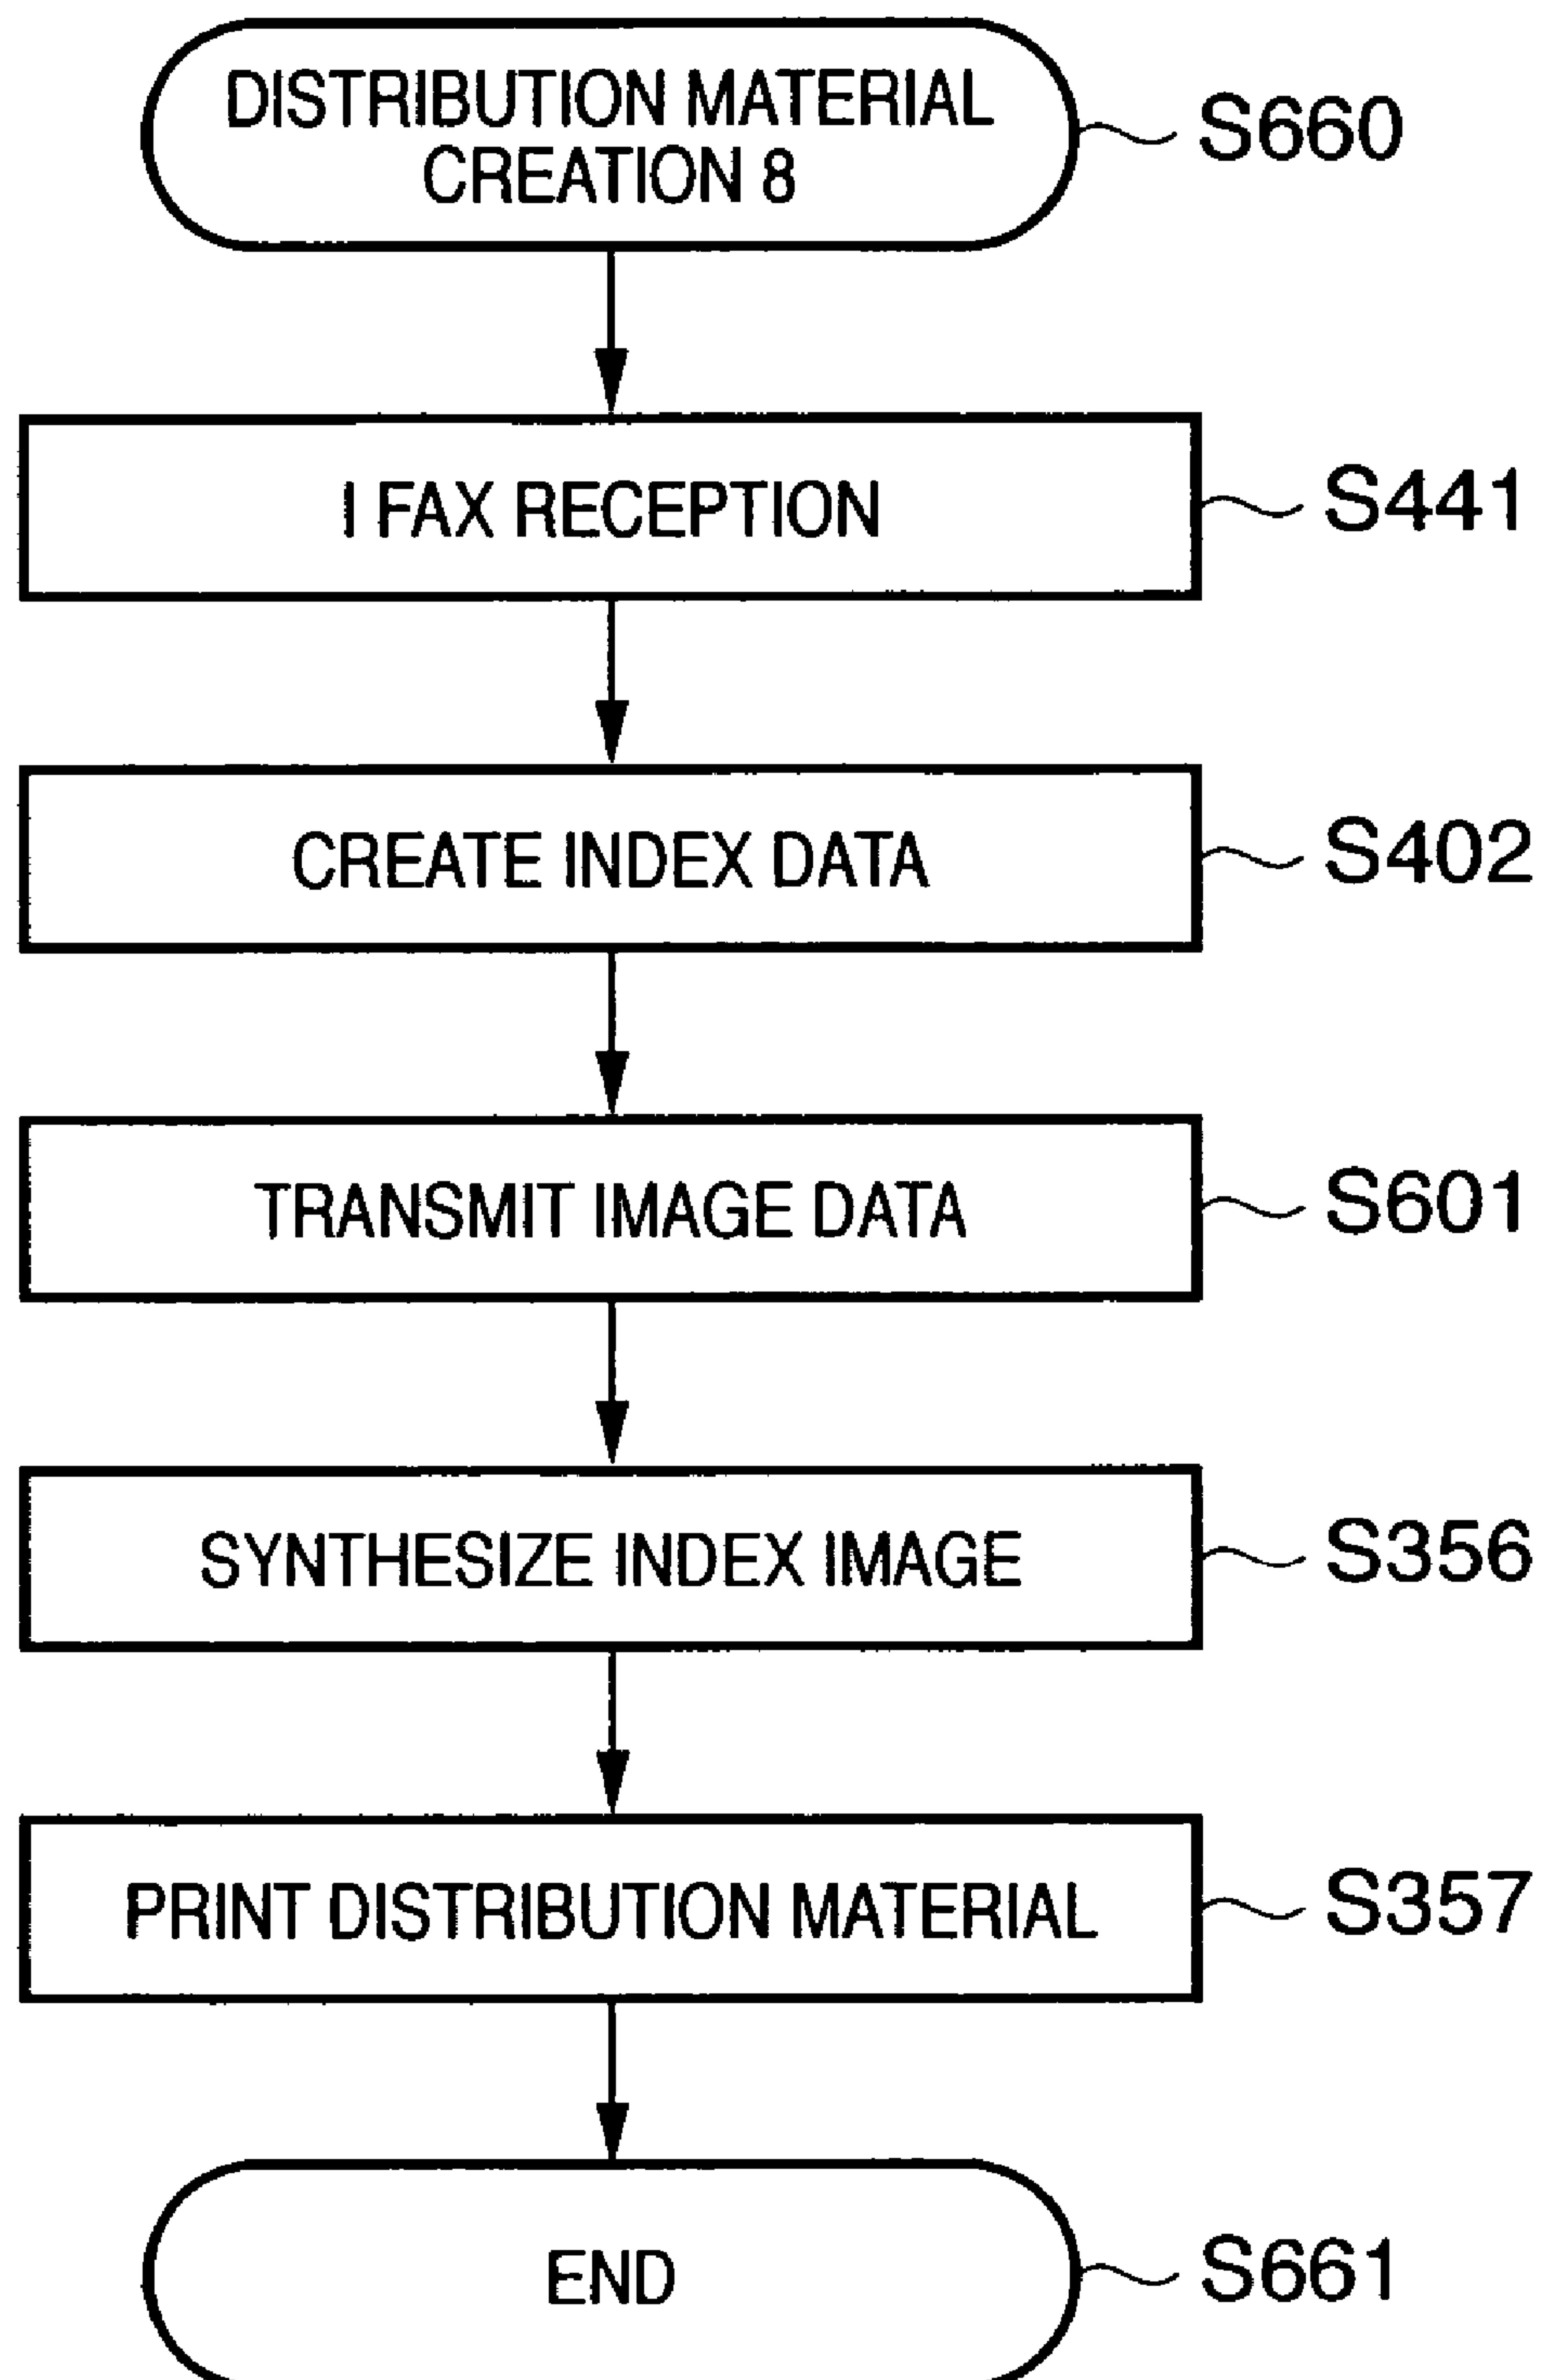 DISTRIBUTION MATERIAL
CREATION 8
S660
I FAX RECEPTION
S441
CREATE INDEX DATA
S402
TRANSMIT IMAGE DATA
S601
SYNTHESIZE INDEX IMAGE
S356
PRINT DISTRIBUTION MATERIAL
S357
END
S661